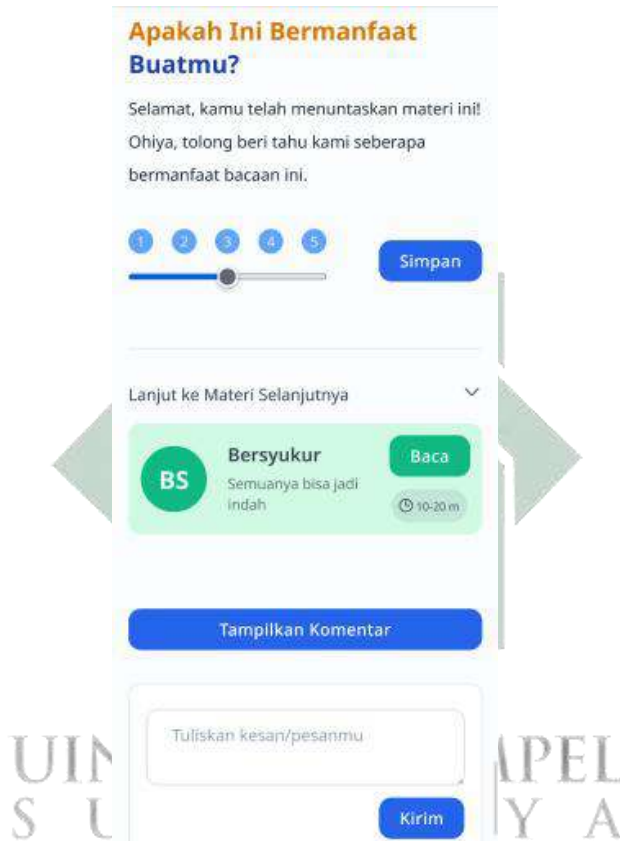 Apakah Ini Bermanfaat
Buatmu?
Selamat, kamu telah menuntaskan materi ini!
Ohiya, tolong beri tahu kami seberapa
bermanfaat bacaan ini.
1 2 3 4 5
Simpan
Lanjut ke Materi Selanjutnya
BS
Bersyukur
Semuanya bisa jadi
indah
Baca
10-20 m
Tampilkan Komentar
Tuliskan kesan/pesanmu
Kirim
UIN
MPEL
S U
Y A